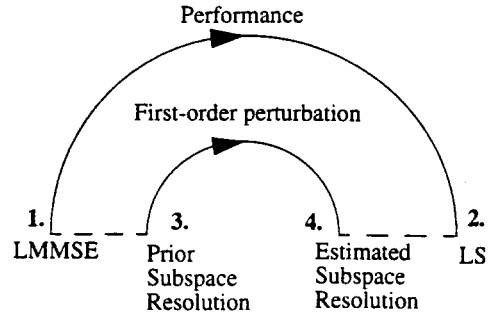 Performance
First-order perturbation
1.
3.
4.
2.
LMMSE
Prior
Subspace
Resolution
Estimated
Subspace
Resolution
LS